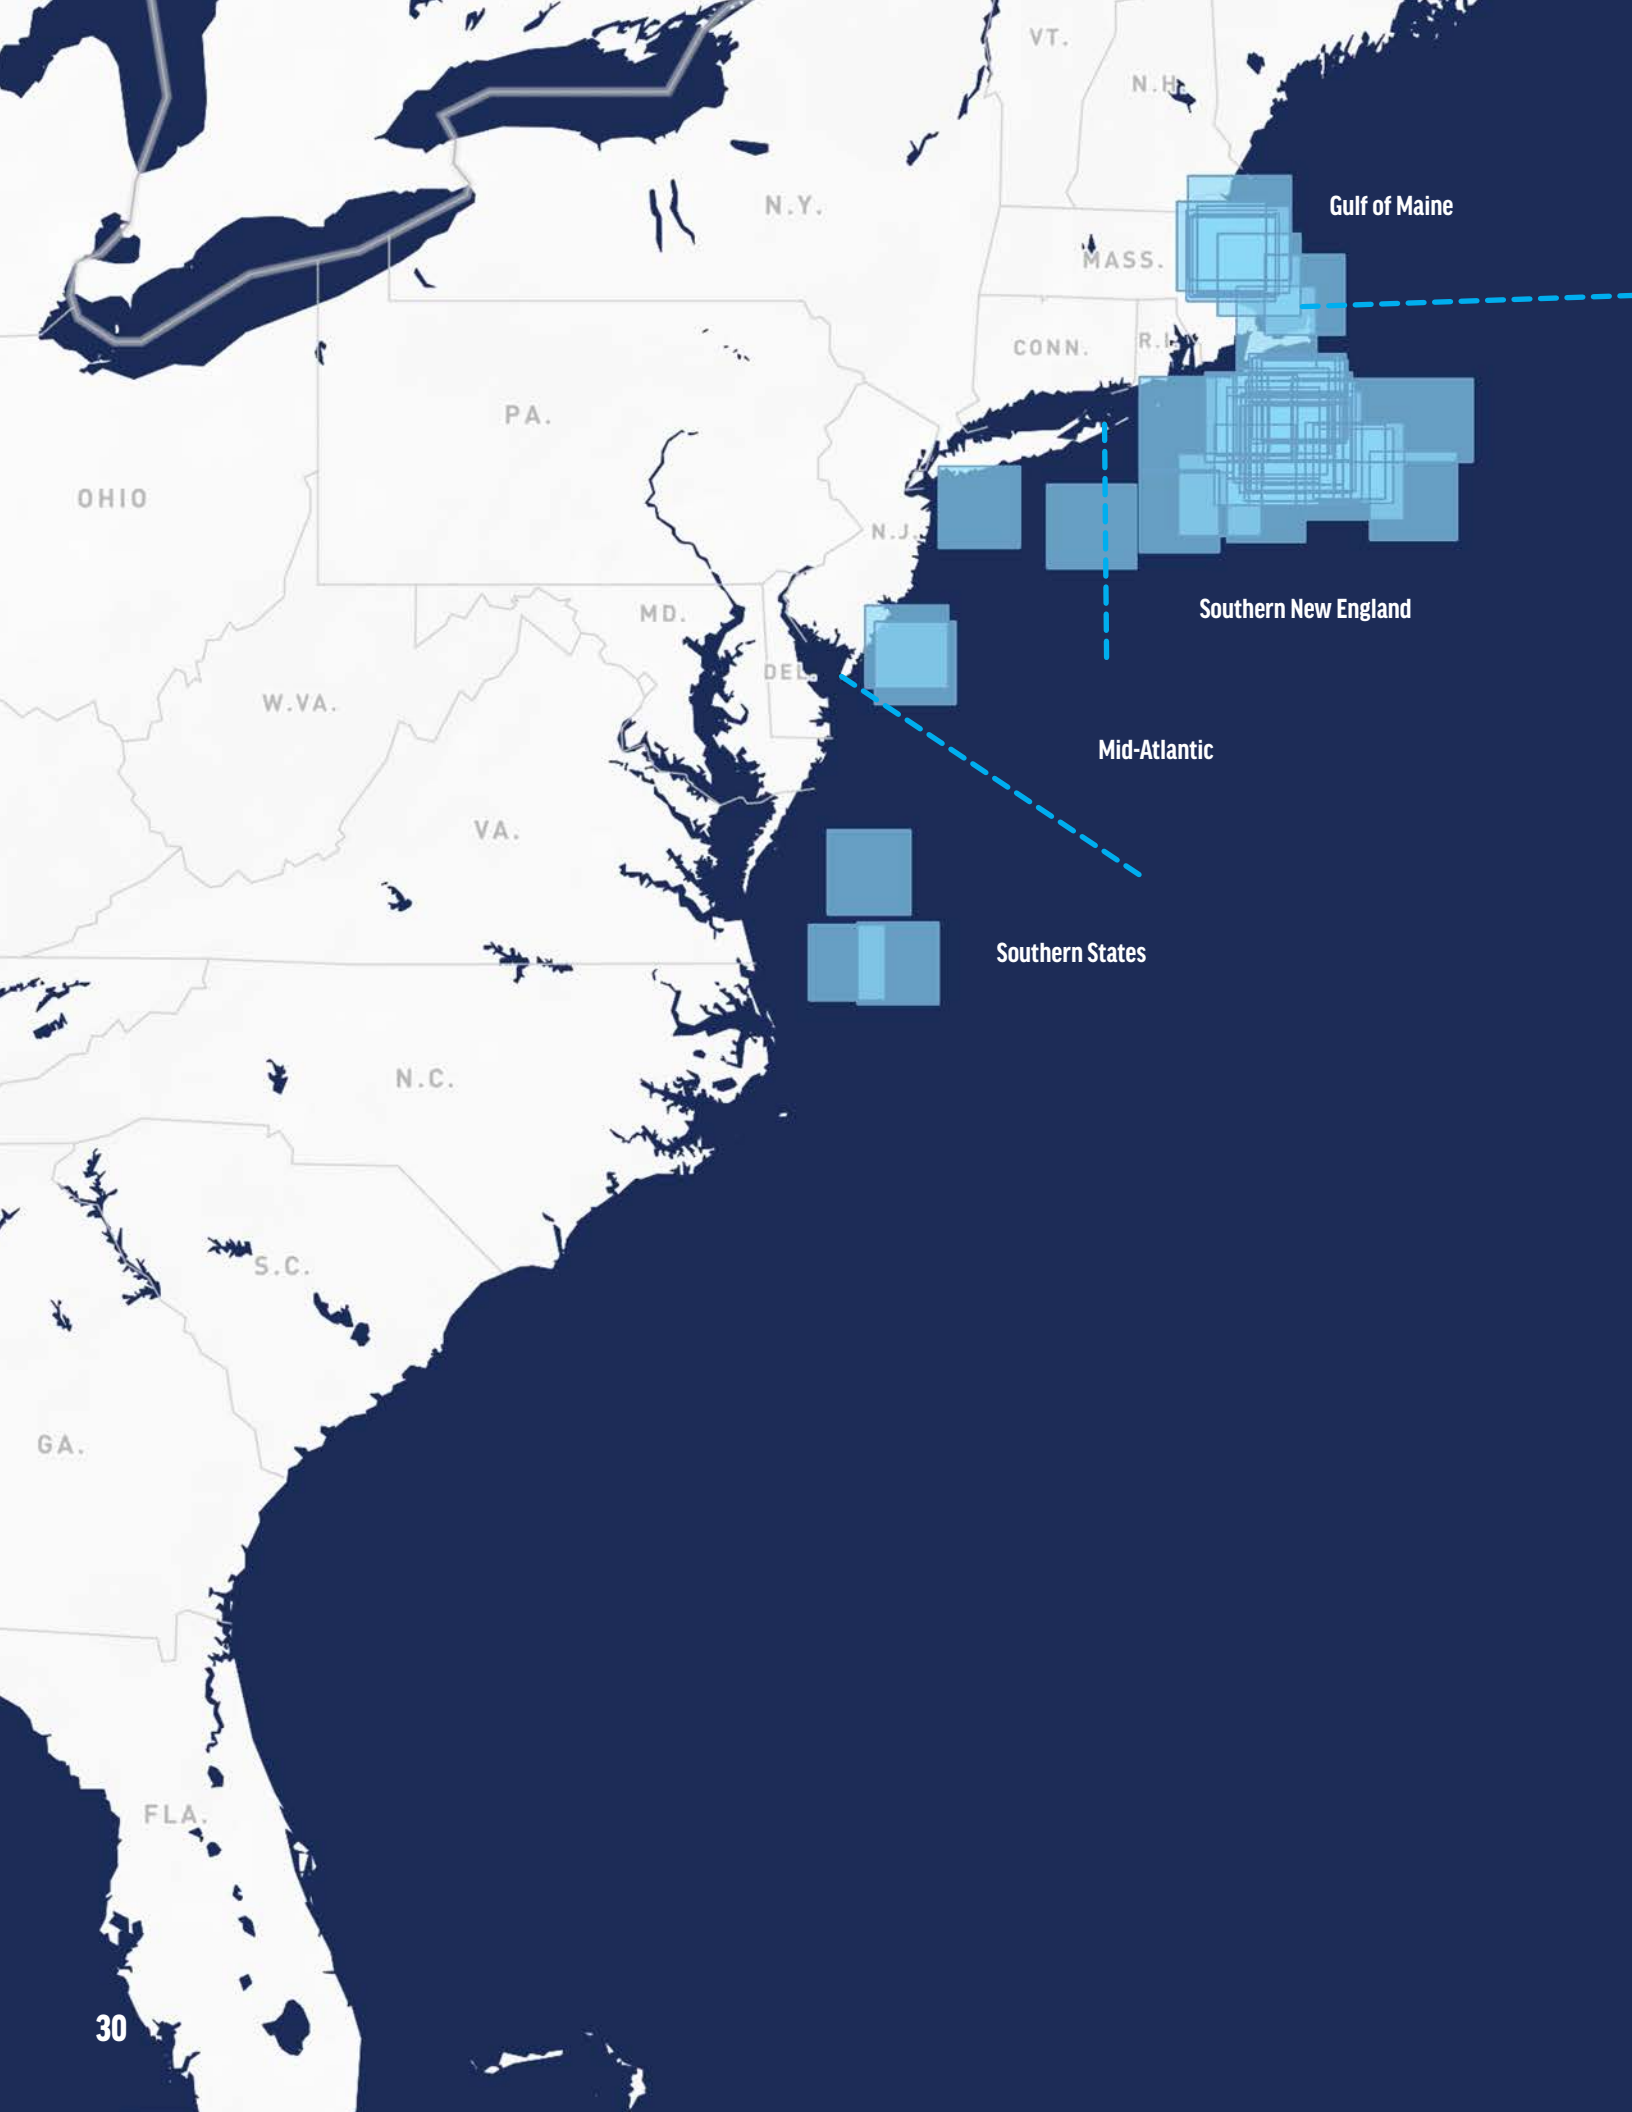 VT.
N.H.
Gulf of Maine
N.Y.
MASS.
CONN.
R.I.
PA.
OHIO
N.J.
Southern New England
MD.
DEL.
W.VA.
Mid-Atlantic
VA.
Southern States
N.C.
S.C.
GA.
FLA.
30